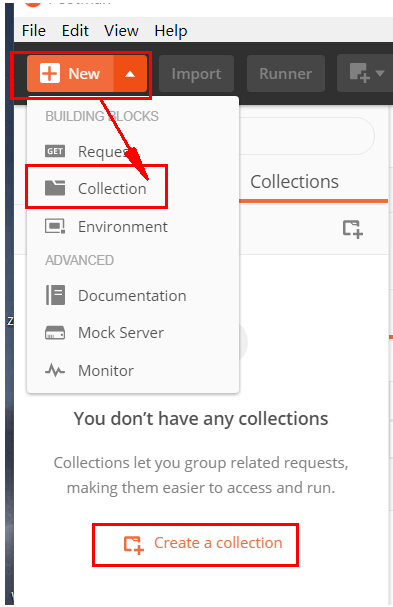 File Edit View Help
New Import Runner
BUILDING BLOCKS
GET Request
Collection
Collections
Environment
ADVANCED
Documentation
Mock Server
Monitor
You don’t have any collections
Collections let you group related requests,
making them easier to access and run.
Create a collection